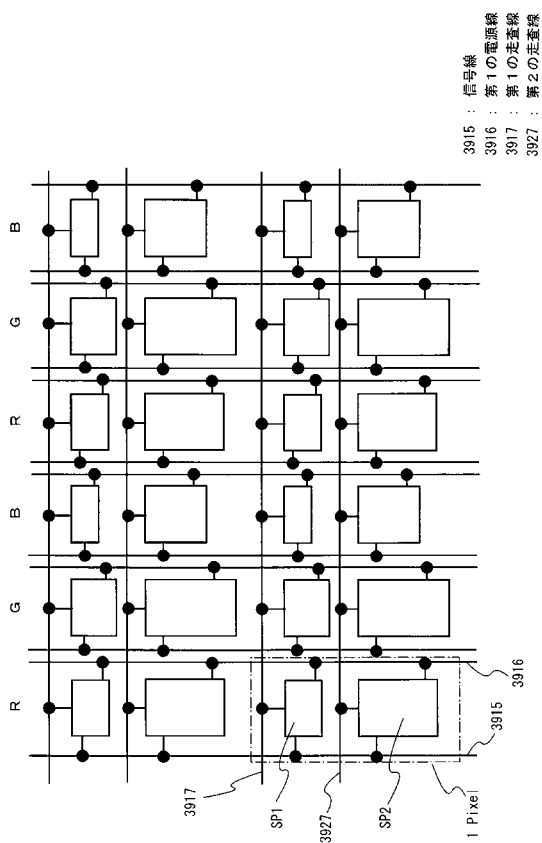 R G B R G B
3917
SP1
3927
SP2
1 Pixel
3915
3916
3915 : 信号線
3916 : 第1の電源線
3917 : 第1の走査線
3927 : 第2の走査線